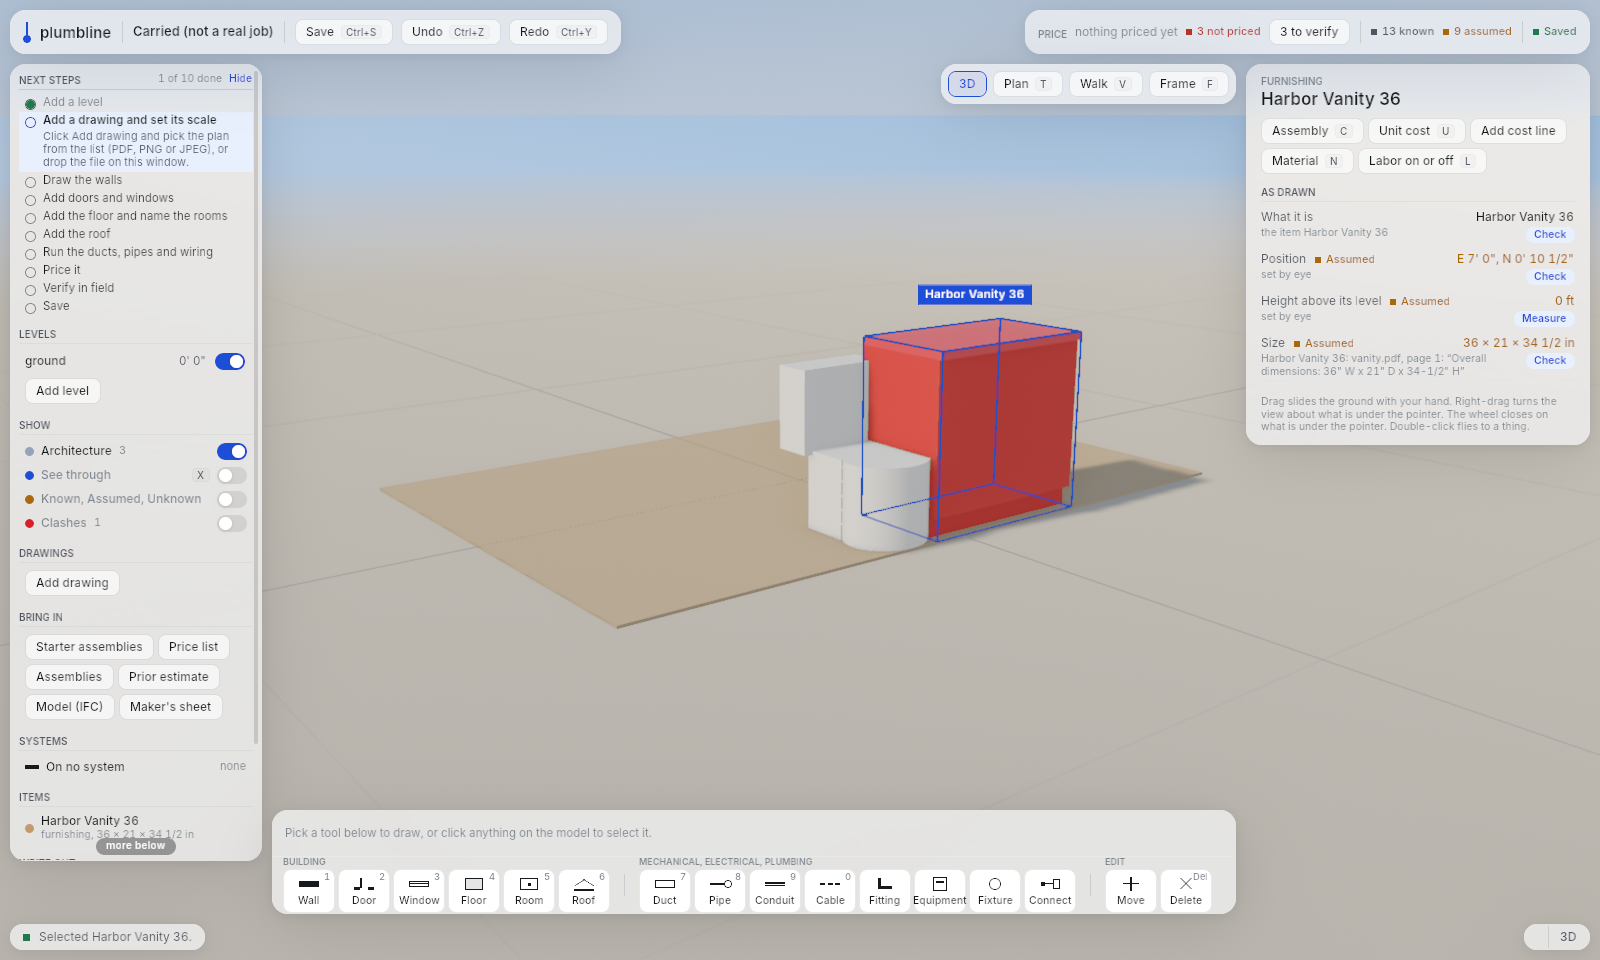 plumbline
Carried (not a real job)
Save Ctrl+S
Undo Ctrl+Z
Redo Ctrl+Y
PRICE nothing priced yet
3 not priced
3 to verify
13 known
9 assumed
Saved
NEXT STEPS 1 of 10 done Hide
Add a level
Add a drawing and set its scale
Click Add drawing and pick the plan
from the list (PDF, PNG or JPEG), or
drop the file on this window.
Draw the walls
Add doors and windows
Add the floor and name the rooms
Add the roof
Run the ducts, pipes and wiring
Price it
Verify in field
Save
LEVELS
ground 0' 0"
Add level
SHOW
Architecture 3
See through X
Known, Assumed, Unknown
Clashes 1
DRAWINGS
Add drawing
BRING IN
Starter assemblies Price list
Assemblies Prior estimate
Model (IFC) Maker's sheet
SYSTEMS
On no system none
ITEMS
Harbor Vanity 36
furnishing, 36 × 21 × 34 1/2 in
more below
3D
Plan T
Walk V
Frame F
Harbor Vanity 36
FURNISHING
Harbor Vanity 36
Assembly C Unit cost U Add cost line
Material N Labor on or off L
AS DRAWN
What it is Harbor Vanity 36
the item Harbor Vanity 36 Check
Position Assumed E 7' 0", N 0' 10 1/2"
set by eye Check
Height above its level Assumed 0 ft
set by eye Measure
Size Assumed 36 × 21 × 34 1/2 in
Harbor Vanity 36: vanity.pdf, page 1: “Overall Check
dimensions: 36" W x 21" D x 34-1/2" H”
Drag slides the ground with your hand. Right-drag turns the
view about what is under the pointer. The wheel closes on
what is under the pointer. Double-click flies to a thing.
Pick a tool below to draw, or click anything on the model to select it.
BUILDING MECHANICAL, ELECTRICAL, PLUMBING EDIT
1 2 3 4 5 6 7 8 9 0 Del
Wall Door Window Floor Room Roof Duct Pipe Conduit Cable Fitting Equipment Fixture Connect Move Delete
Selected Harbor Vanity 36.
3D